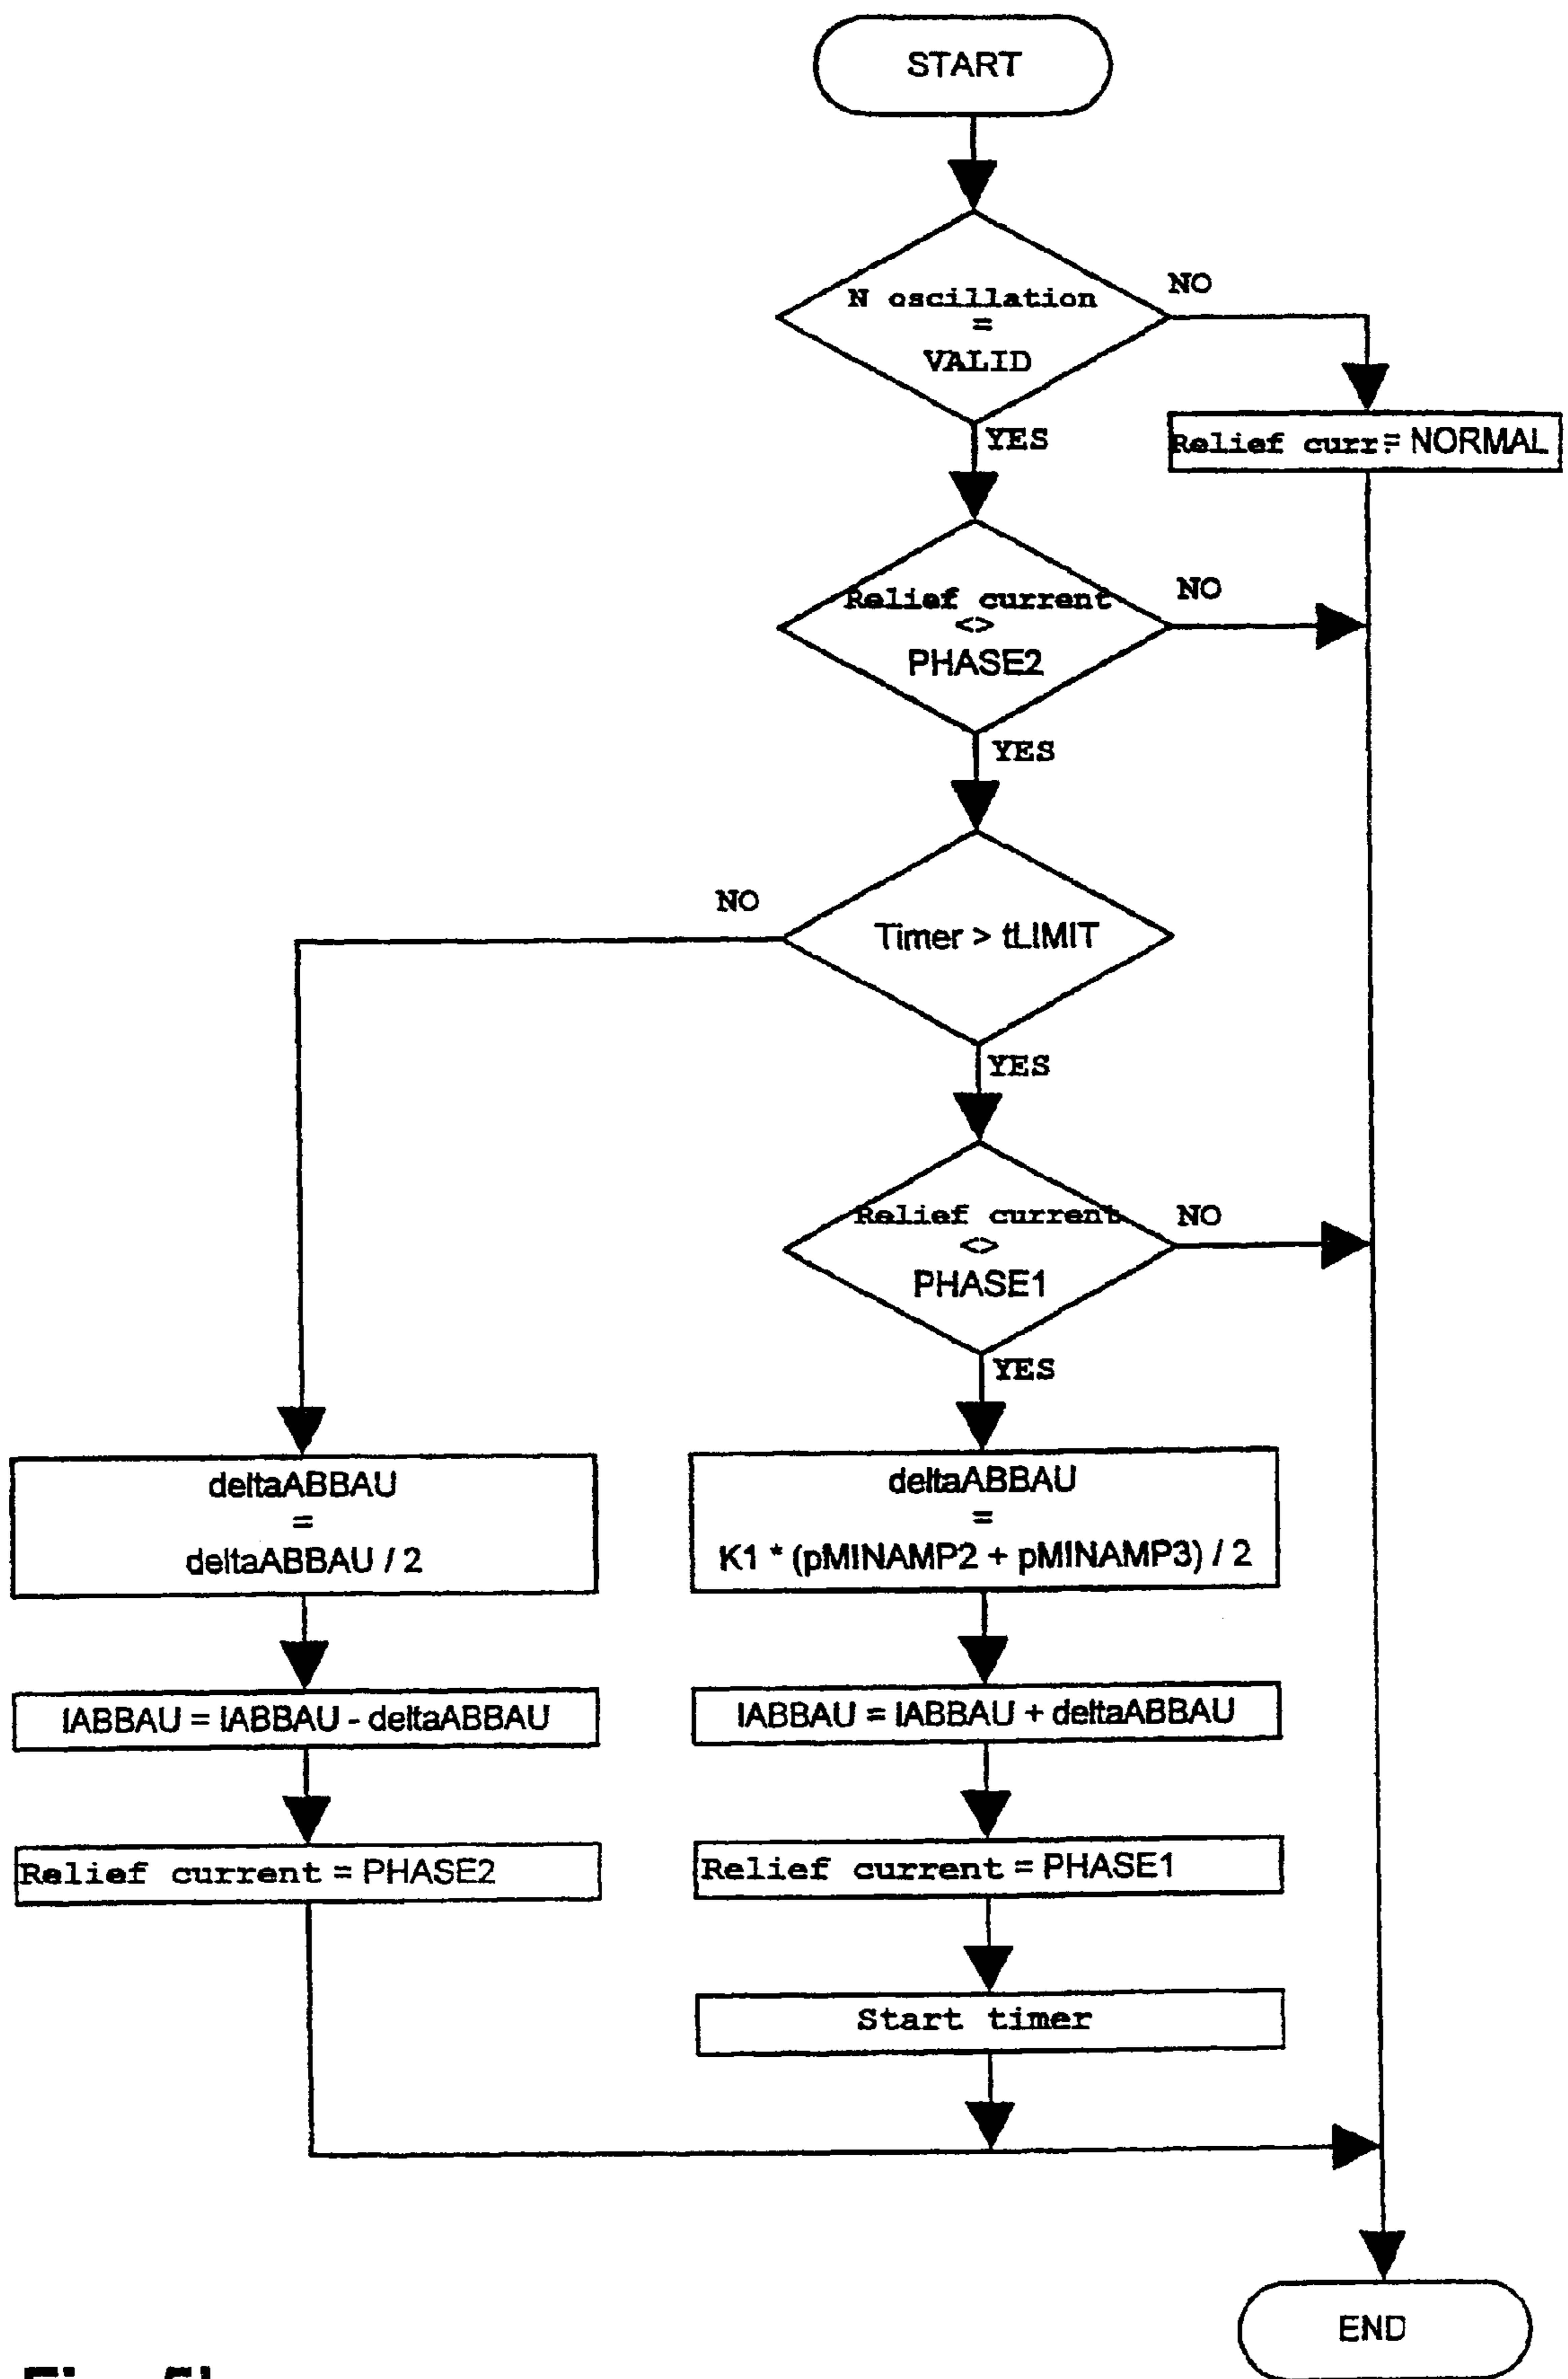 START
N oscillation
=
VALID
NO
YES
Relief curr.= NORMAL
Relief current
<>
PHASE2
NO
YES
Timer > tLIMIT
NO
YES
Relief current
<>
PHASE1
NO
YES
deltaABBAU
=
deltaABBAU / 2
deltaABBAU
=
K1 * (pMINAMP2 + pMINAMP3) / 2
IABBAU = IABBAU - deltaABBAU
IABBAU = IABBAU + deltaABBAU
Relief current = PHASE2
Relief current = PHASE1
Start timer
END